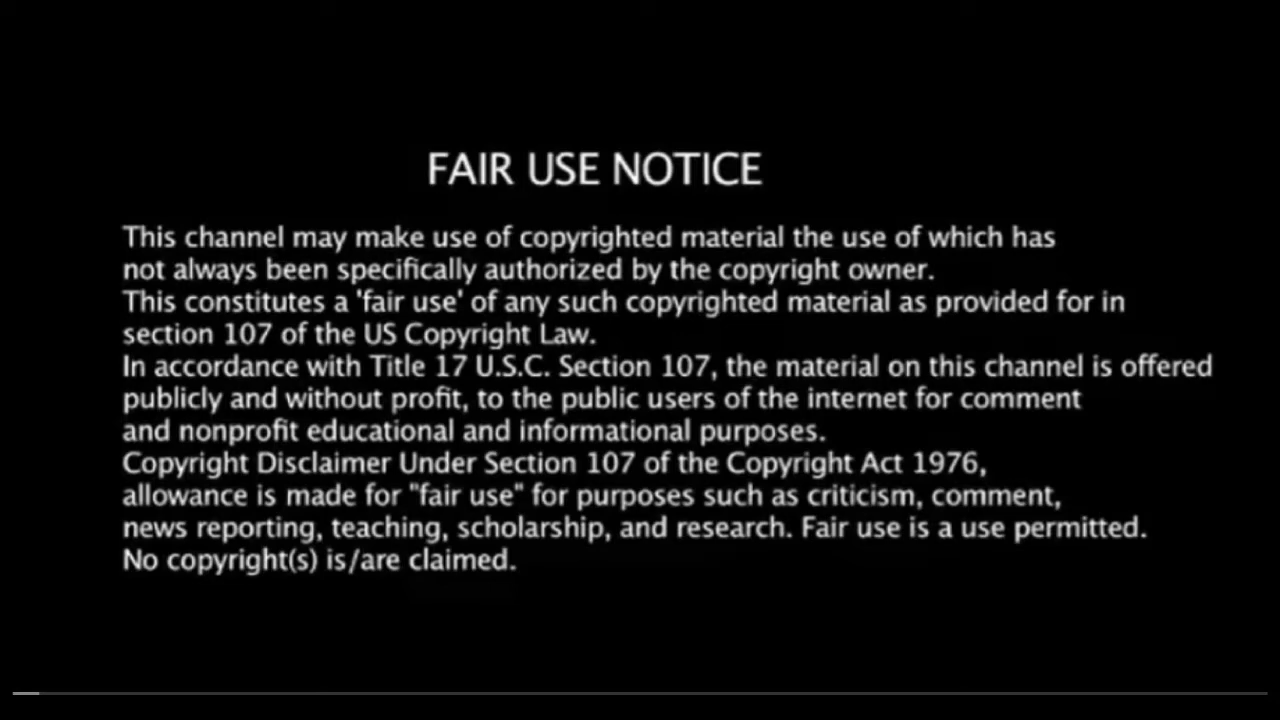 FAIR USE NOTICE
This channel may make use of copyrighted material the use of which has
not always been specifically authorized by the copyright owner.
This constitutes a 'fair use' of any such copyrighted material as provided for in
section 107 of the US Copyright Law.
In accordance with Title 17 U.S.C. Section 107, the material on this channel is offered
publicly and without profit, to the public users of the internet for comment
and nonprofit educational and informational purposes.
Copyright Disclaimer Under Section 107 of the Copyright Act 1976,
allowance is made for "fair use" for purposes such as criticism, comment,
news reporting, teaching, scholarship, and research. Fair use is a use permitted.
No copyright(s) is/are claimed.